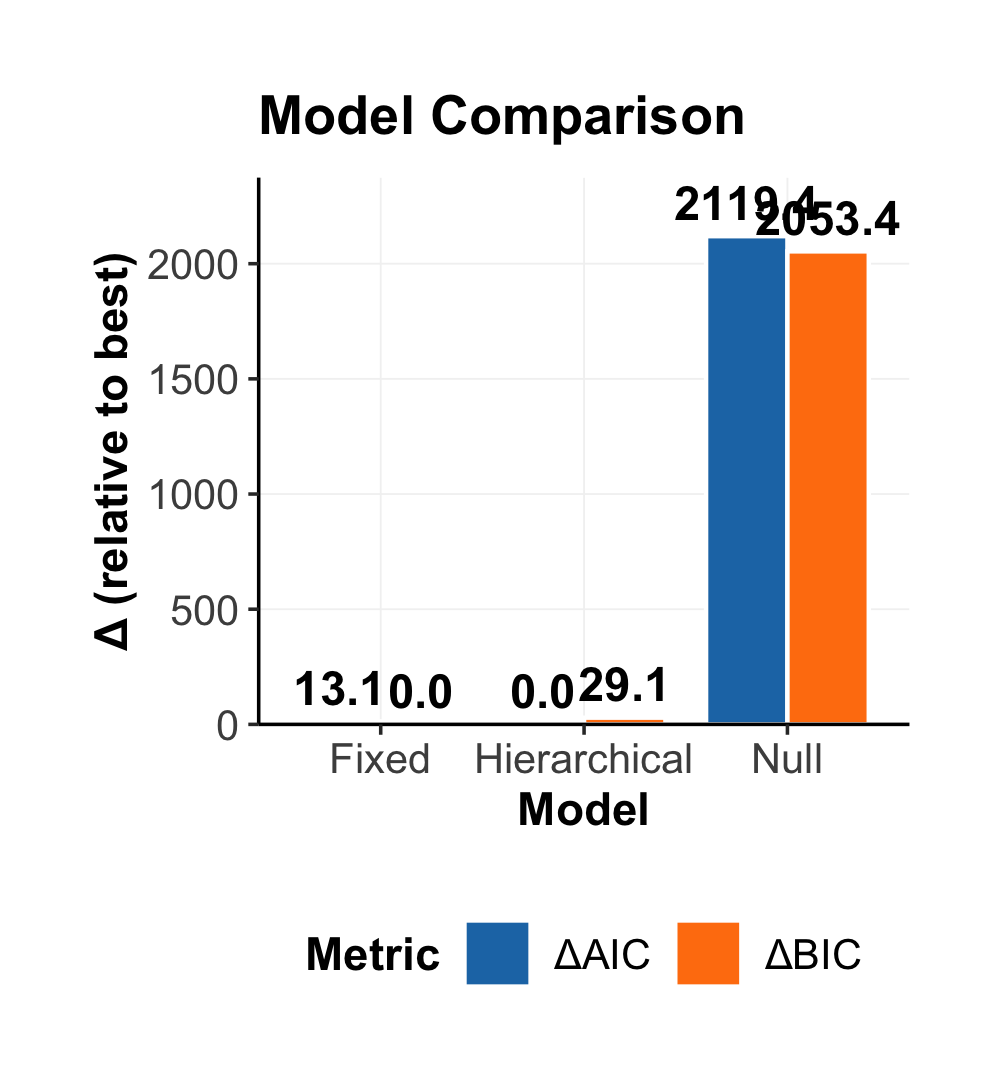 Model Comparison
Δ (relative to best)
2119.4
2053.4
2000
1500
1000
500
0
13.1 0.0 0.0 29.1
Fixed Hierarchical Null
Model
Metric ΔAIC ΔBIC